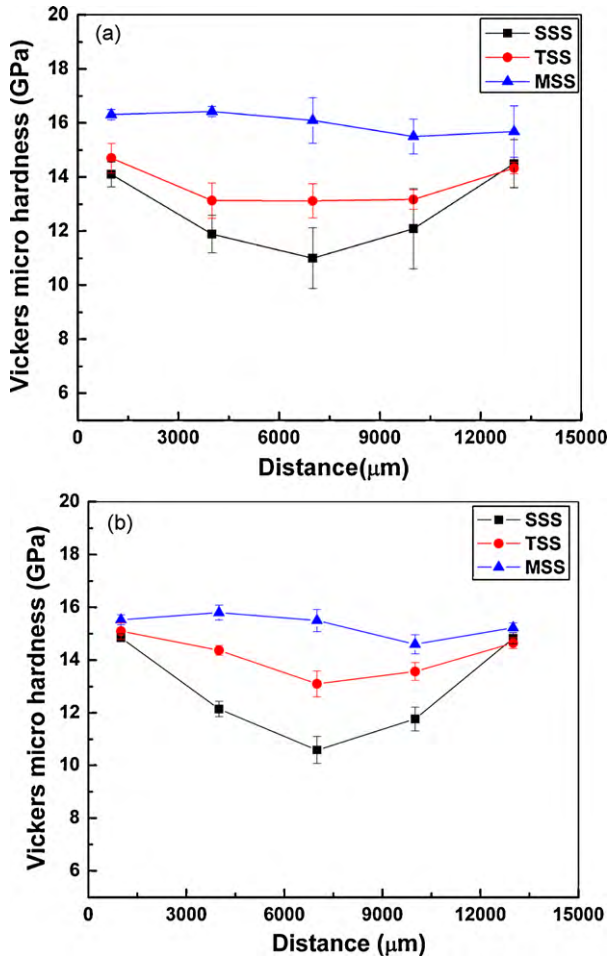 (a)
SSS
TSS
MSS
Vickers micro hardness (GPa)
20
18
16
14
12
10
8
6
0 3000 6000 9000 12000 15000
Distance(μm)
(b)
SSS
TSS
MSS
Vickers micro hardness (GPa)
20
18
16
14
12
10
8
6
0 3000 6000 9000 12000 15000
Distance (μm)